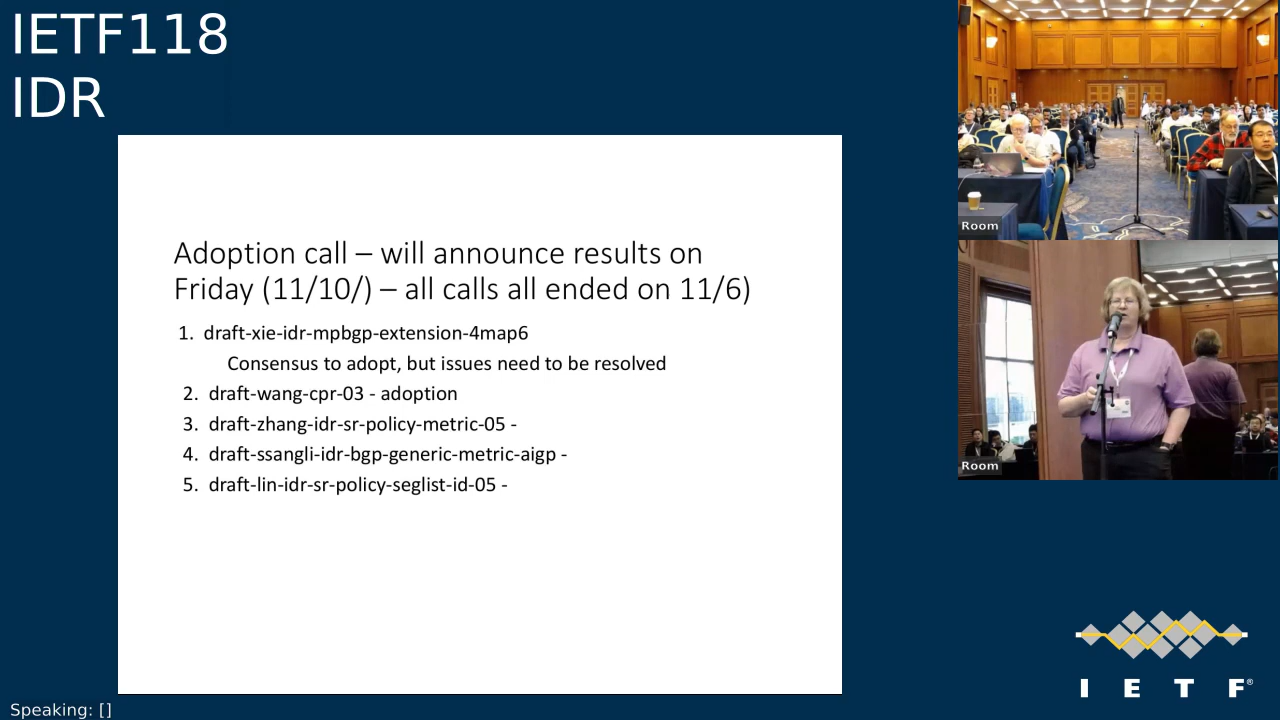 IETF118
IDR
Adoption call – will announce results on
Friday (11/10/) – all calls all ended on 11/6)
1. draft-xie-idr-mpbgp-extension-4map6
Consensus to adopt, but issues need to be resolved
2. draft-wang-cpr-03 - adoption
3. draft-zhang-idr-sr-policy-metric-05 -
4. draft-ssangli-idr-bgp-generic-metric-aigp -
5. draft-lin-idr-sr-policy-seglist-id-05 -
Room
Room
I E T F®
Speaking: []